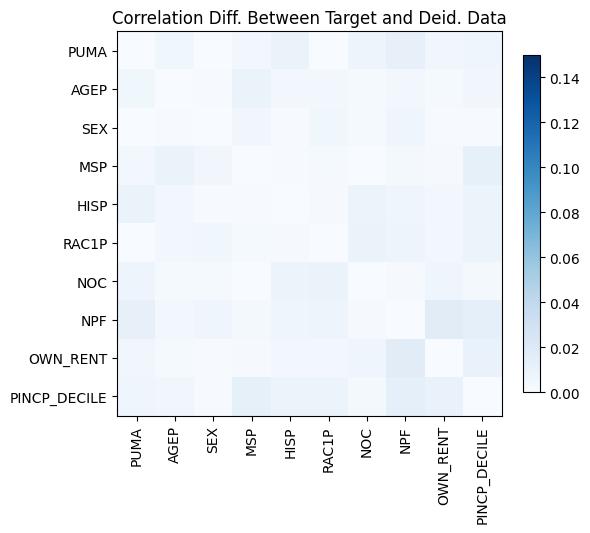 Correlation Diff. Between Target and Deid. Data
PUMA
AGEP
SEX
MSP
HISP
RAC1P
NOC
NPF
OWN_RENT
PINCP_DECILE
PUMA
AGEP
SEX
MSP
HISP
RAC1P
NOC
NPF
OWN_RENT
PINCP_DECILE
0.14
0.12
0.10
0.08
0.06
0.04
0.02
0.00